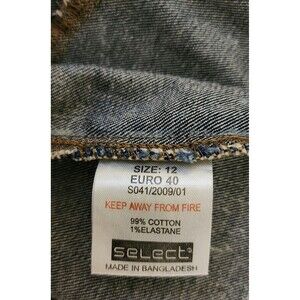 SIZE: 12
EURO 40
S041/2009/01
KEEP AWAY FROM FIRE
99% COTTON
1%ELASTANE
select
MADE IN BANGLADESH